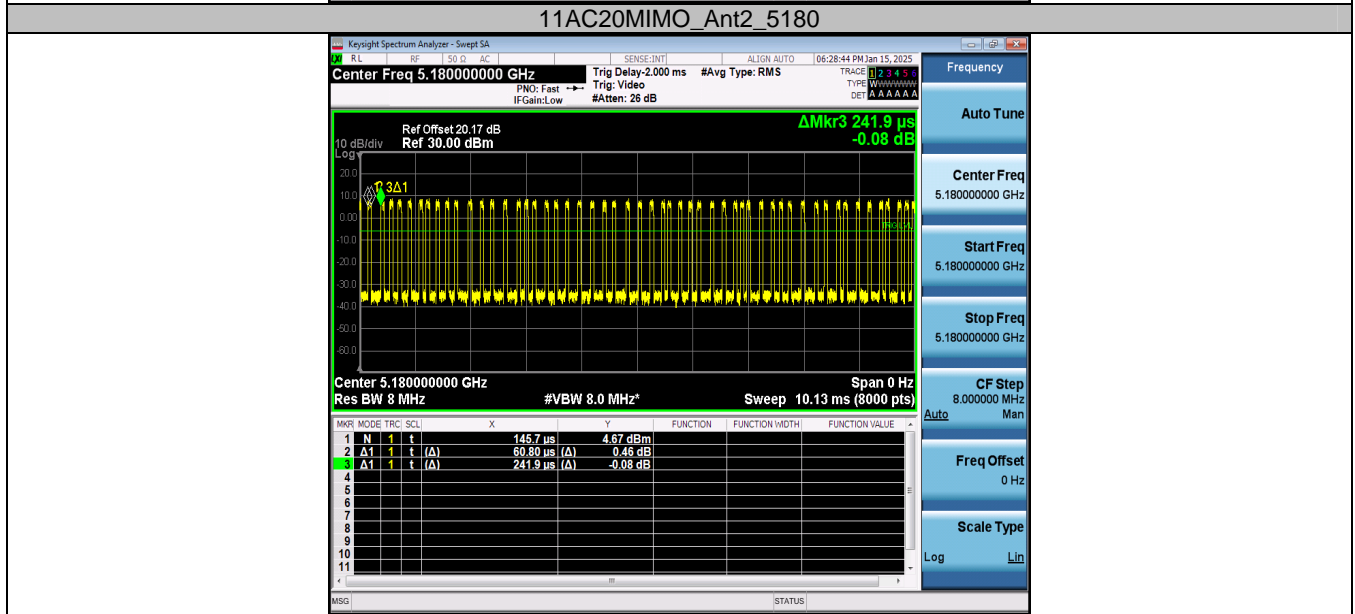 11AC20MIMO_Ant2_5180
Keysight Spectrum Analyzer - Swept SA
RL RF 50 Ω AC SENSE:INT ALIGN AUTO 06:28:44 PM Jan 15, 2025
Center Freq 5.180000000 GHz Trig Delay-2.000 ms #Avg Type: RMS TRACE 1 2 3 4 5 6
PNO: Fast Trig: Video TYPE WWWWWW
IFGain:Low #Atten: 26 dB DET A A A A A A
ΔMkr3 241.9 µs
-0.08 dB
Ref Offset 20.17 dB
10 dB/div Ref 30.00 dBm
Log
20.0
10.0
0.00
-10.0
-20.0
-30.0
-40.0
-50.0
-60.0
3Δ1
Center 5.180000000 GHz Span 0 Hz
Res BW 8 MHz #VBW 8.0 MHz* Sweep 10.13 ms (8000 pts)
MKR MODE TRC SCL X Y FUNCTION FUNCTION WIDTH FUNCTION VALUE
1 N 1 t 145.7 µs 4.67 dBm
2 Δ1 1 t (Δ) 60.80 µs (Δ) 0.46 dB
3 Δ1 1 t (Δ) 241.9 µs (Δ) -0.08 dB
4
5
6
7
8
9
10
11
MSG STATUS
Frequency
Auto Tune
Center Freq
5.180000000 GHz
Start Freq
5.180000000 GHz
Stop Freq
5.180000000 GHz
CF Step
8.000000 MHz
Auto Man
Freq Offset
0 Hz
Scale Type
Log Lin